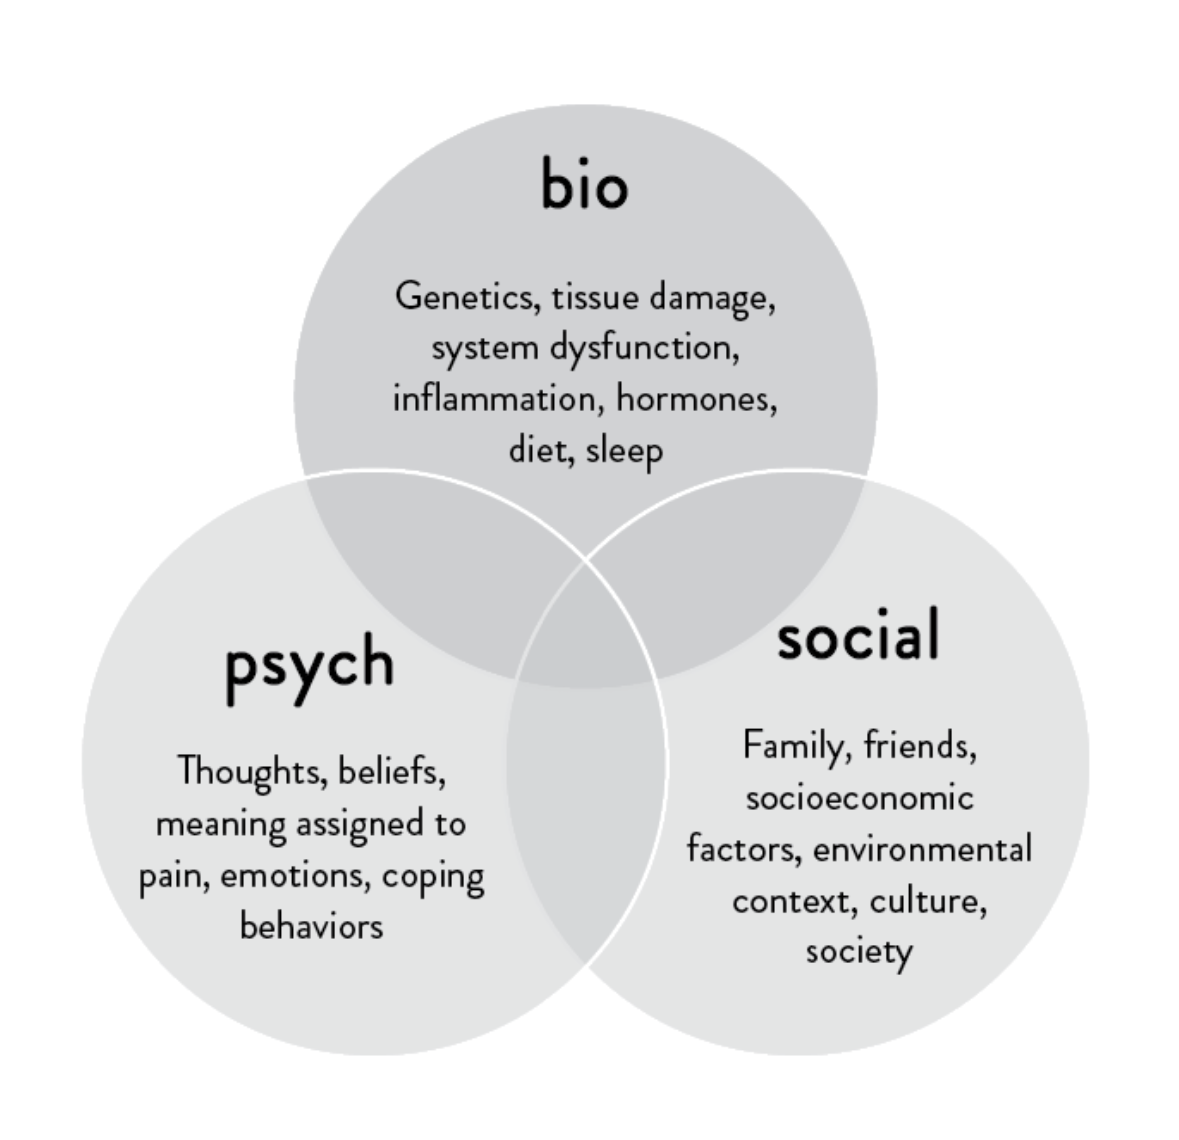 bio
Genetics, tissue damage,
system dysfunction,
inflammation, hormones,
diet, sleep
psych
Thoughts, beliefs,
meaning assigned to
pain, emotions, coping
behaviors
social
Family, friends,
socioeconomic
factors, environmental
context, culture,
society